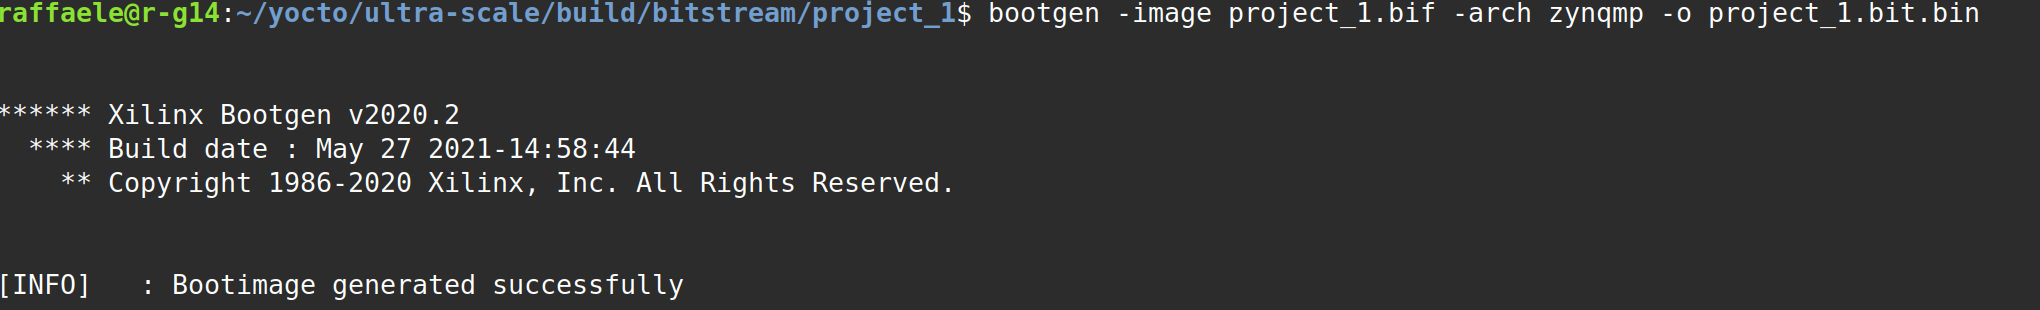 raffaele@r-g14:~/yocto/ultra-scale/build/bitstream/project_1$ bootgen -image project_1.bif -arch zynqmp -o project_1.bit.bin
****** Xilinx Bootgen v2020.2
**** Build date : May 27 2021-14:58:44
** Copyright 1986-2020 Xilinx, Inc. All Rights Reserved.
[INFO]   : Bootimage generated successfully